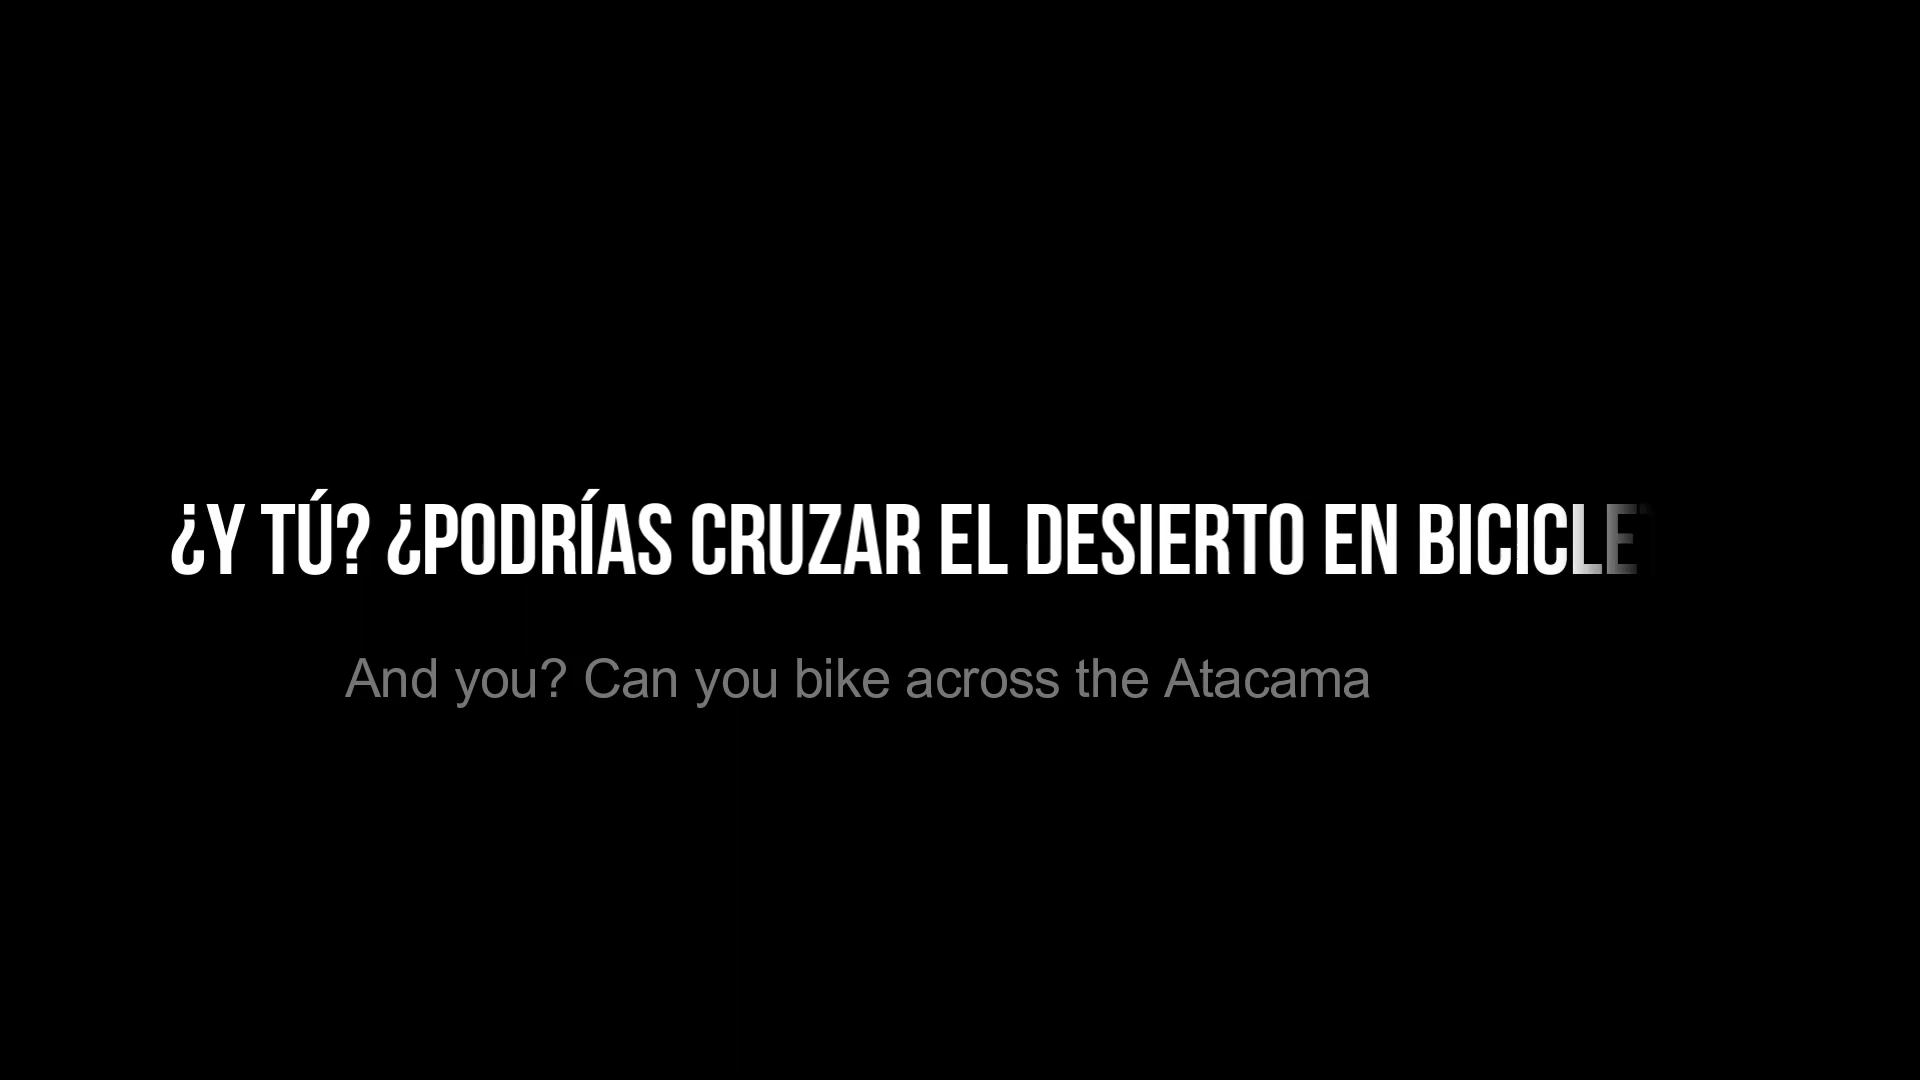 ¿Y TÚ? ¿PODRÍAS CRUZAR EL DESIERTO EN BICICLE
And you? Can you bike across the Atacama